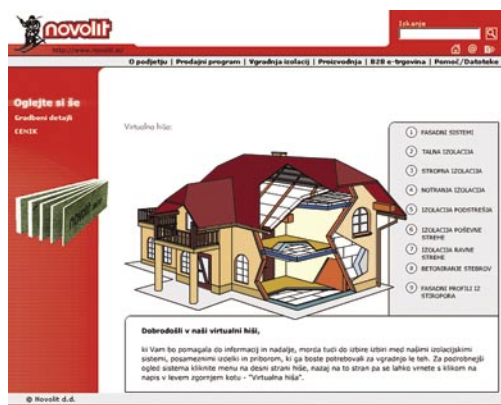 novolit
http://www.novolit.si/
Iskanje
O podjetju | Prodajni program | Vgradnja izolacij | Proizvodnja | B2B e-trgovina | Pomoč/Datoteke
Oglejte si še
Gradbeni detajli
CENIK
novolit
Virtualna hiša:
1 FASADNI SISTEMI
2 TALNA IZOLACIJA
3 STROPNA IZOLACIJA
4 NOTRANJA IZOLACIJA
5 IZOLACIJA PODSTREŠJA
6 IZOLACIJA POŠEVNE
STREHE
7 IZOLACIJA RAVNE
STREHE
8 BETONIRANJE STEBROV
9 FASADNI PROFILI IZ
STIROPORA
Dobrodošli v naši virtualni hiši,
ki Vam bo pomagala do informacij in nadalje, morda tuci do izbire izbiri med našimi izolacijskimi
sistemi, posameznimi izdelki in priborom, ki ga boste potrebovali za vgradnjo le teh. Za podrobnejši
ogled sistema kliknite menu na desni strani hiše, nazaj na to stran pa se lahko vrnete s klikom na
napis v levem zgornjem kotu - "Virtualna hiša".
© Novolit d.d.